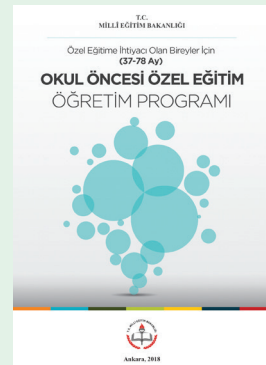 T.C.
MİLLÎ EĞİTİM BAKANLIĞI
Özel Eğitime İhtiyacı Olan Bireyler İçin
(37-78 Ay)
OKUL ÖNCESİ ÖZEL EĞİTİM
ÖĞRETİM PROGRAMI
Ankara, 2018